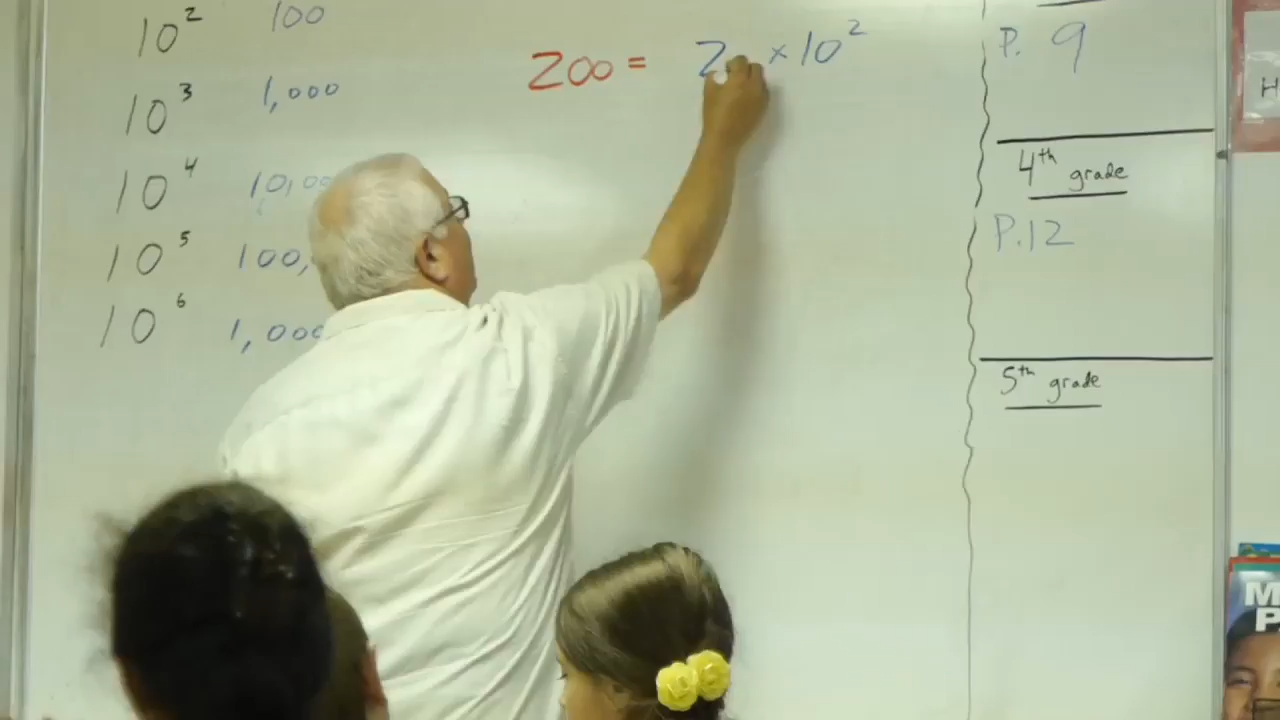 10² 100
10³ 1,000
10⁴ 10,00
10⁵ 100,
10⁶ 1,000
200 = 2 ×10²
P. 9
4th grade
P.12
5th grade
H
M
P